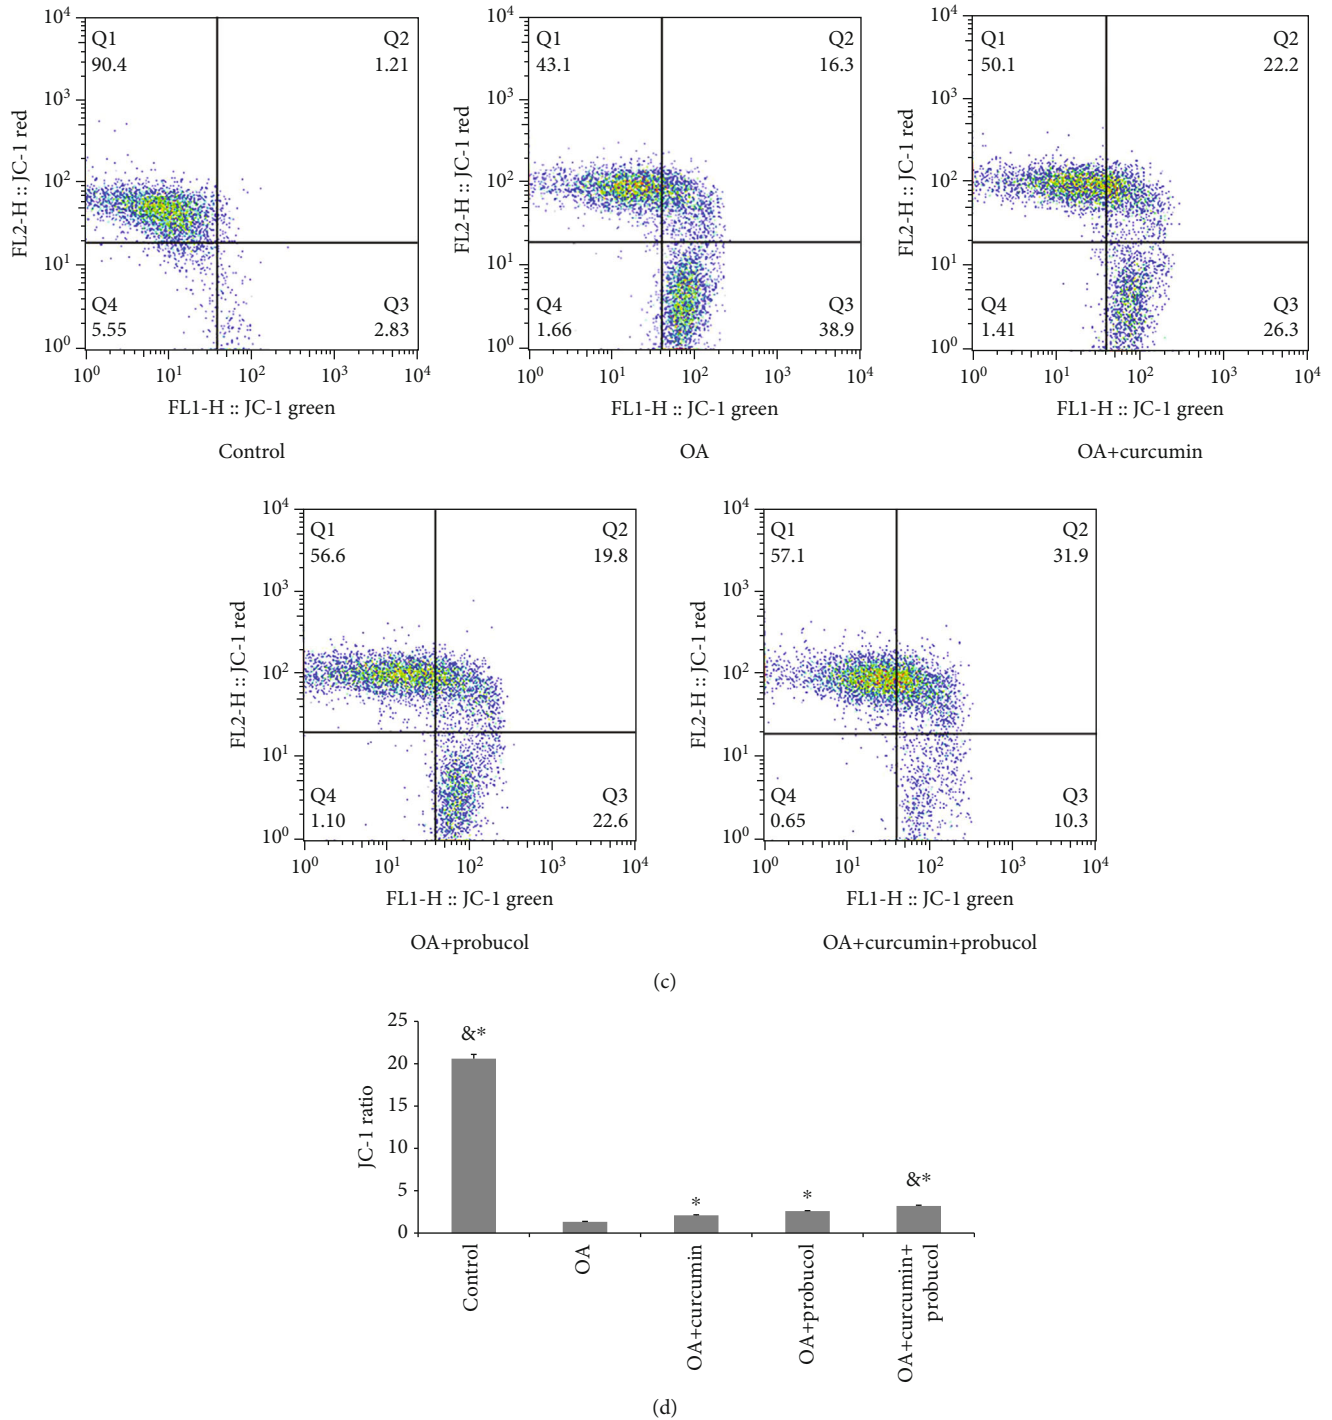 10⁴
10³
10²
10¹
10⁰
FL2-H :: JC-1 red
Q1
90.4
Q2
1.21
Q4
5.55
Q3
2.83
10⁰ 10¹ 10² 10³ 10⁴
FL1-H :: JC-1 green
Control
10⁴
10³
10²
10¹
10⁰
FL2-H :: JC-1 red
Q1
43.1
Q2
16.3
Q4
1.66
Q3
38.9
10⁰ 10¹ 10² 10³ 10⁴
FL1-H :: JC-1 green
OA
10⁴
10³
10²
10¹
10⁰
FL2-H :: JC-1 red
Q1
50.1
Q2
22.2
Q4
1.41
Q3
26.3
10⁰ 10¹ 10² 10³ 10⁴
FL1-H :: JC-1 green
OA+curcumin
10⁴
10³
10²
10¹
10⁰
FL2-H :: JC-1 red
Q1
56.6
Q2
19.8
Q4
1.10
Q3
22.6
10⁰ 10¹ 10² 10³ 10⁴
FL1-H :: JC-1 green
OA+probucol
10⁴
10³
10²
10¹
10⁰
FL2-H :: JC-1 red
Q1
57.1
Q2
31.9
Q4
0.65
Q3
10.3
10⁰ 10¹ 10² 10³ 10⁴
FL1-H :: JC-1 green
OA+curcumin+probucol
(c)
25
20
15
10
5
0
JC-1 ratio
&*
*
*
&*
Control
OA
OA+curcumin
OA+probucol
OA+curcumin+
probucol
(d)